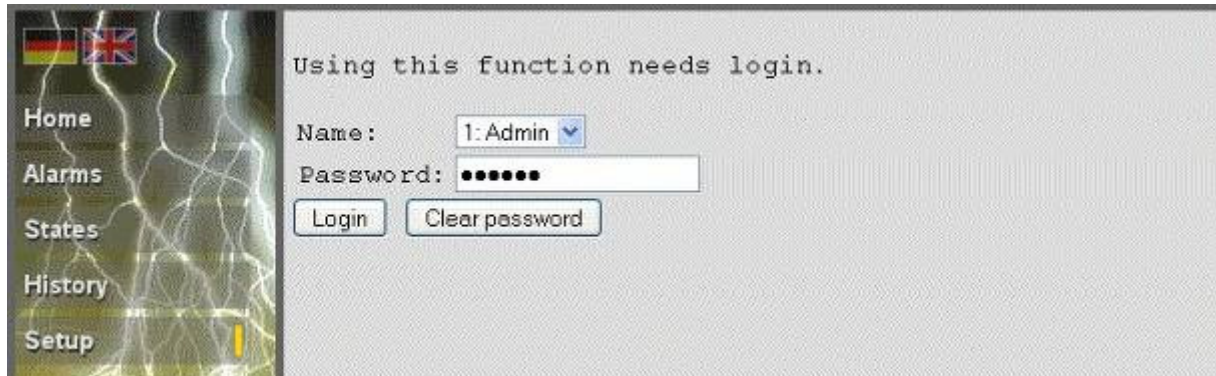 Home
Alarms
States
History
Setup
Using this function needs login.
Name: 1: Admin
Password: ●●●●●●
Login Clear password